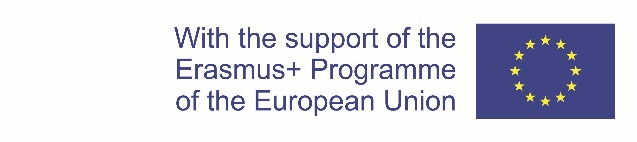 With the support of the
Erasmus+ Programme
of the European Union